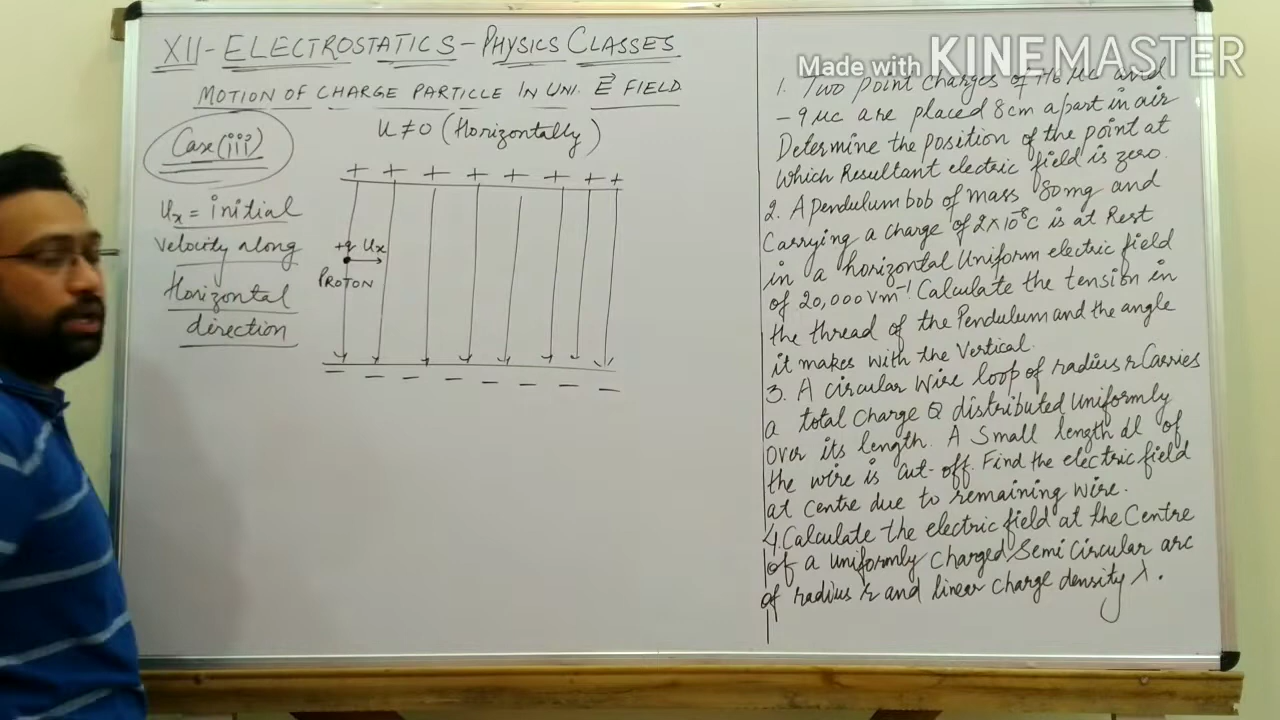 XII - ELECTROSTATICS - PHYSICS CLASSES
MOTION OF CHARGE PARTICLE IN UNI. E⃗ FIELD
Case (iii)
U ≠ 0 (Horizontally)
+ + + + + + + +
Ux = initial
Velocity along
Horizontal
direction
+q Ux
PROTON
– – – – – – – –
Made with KINEMASTER
1. Two point charges of +16 μc and
– 9 μc are placed 8cm apart in air
Determine the position of the point at
which Resultant electric field is zero.
2. A pendulum bob of mass 80 mg and
Carrying a charge of 2×10⁻⁸C is at Rest
in a horizontal Uniform electric field
of 20,000 Vm⁻¹. Calculate the tension in
the thread of the Pendulum and the angle
it makes with the Vertical.
3. A circular Wire loop of radius r Carries
a total charge Q distributed Uniformly
over its length. A Small length dl of
the wire is cut-off. Find the electric field
at centre due to remaining wire.
4. Calculate the electric field at the Centre
of a uniformly charged Semi Circular arc
of radius r and linear charge density λ.